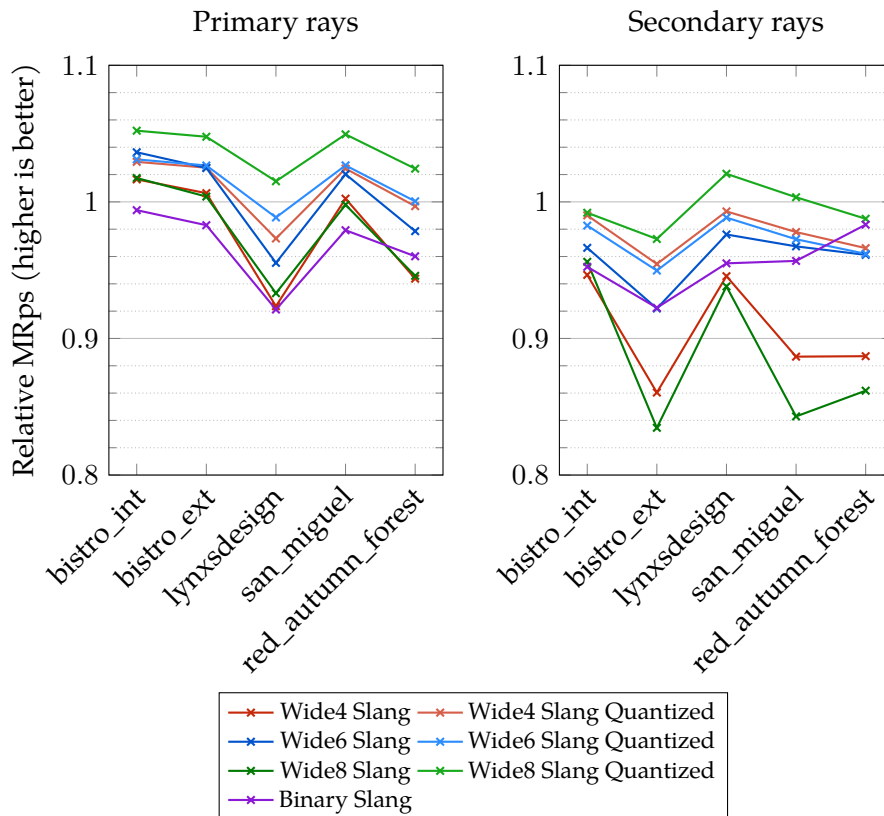 Primary rays
Secondary rays
Relative MRps (higher is better)
1.1
1
0.9
0.8
bistro_int
bistro_ext
lynxsdesign
san_miguel
red_autumn_forest
1.1
1
0.9
0.8
bistro_int
bistro_ext
lynxsdesign
san_miguel
red_autumn_forest
Wide4 Slang Wide4 Slang Quantized
Wide6 Slang Wide6 Slang Quantized
Wide8 Slang Wide8 Slang Quantized
Binary Slang